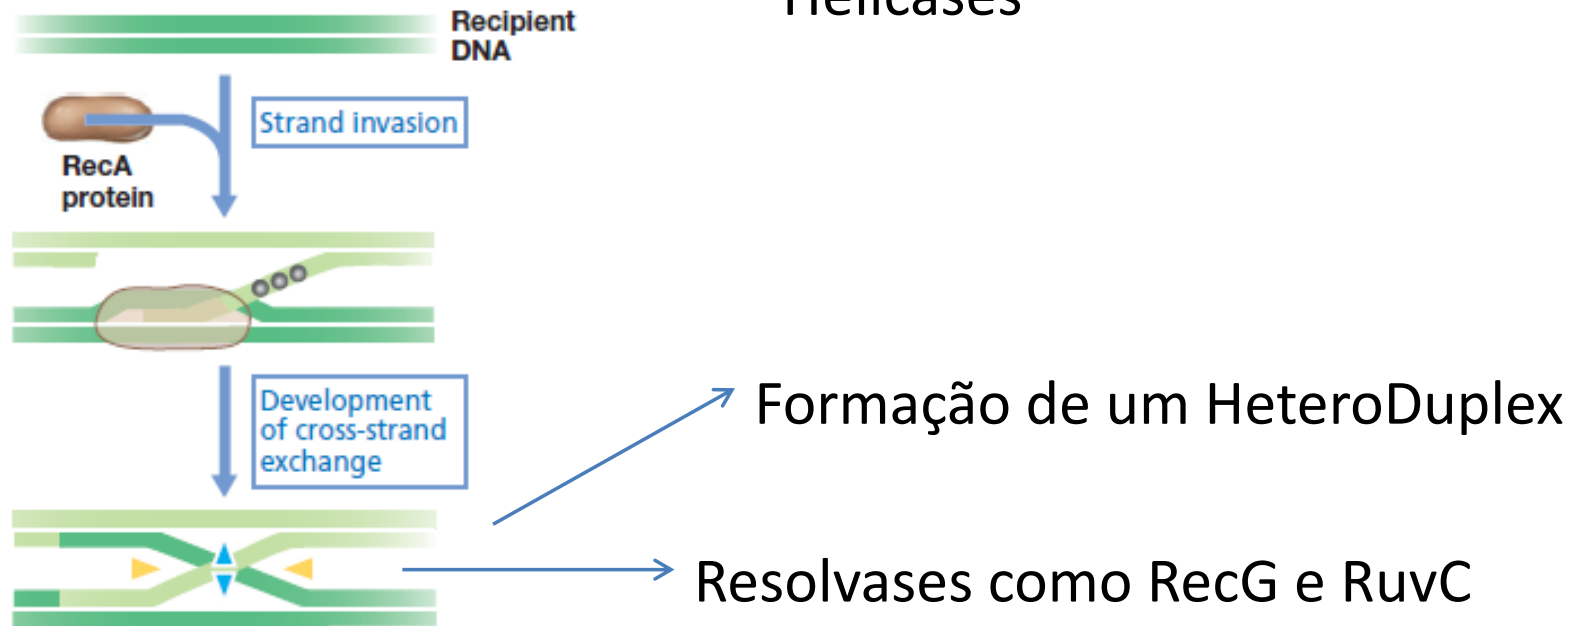 Helicases
Recipient
DNA
Strand invasion
RecA
protein
Development
of cross-strand
exchange
Formação de um HeteroDuplex
Resolvases como RecG e RuvC